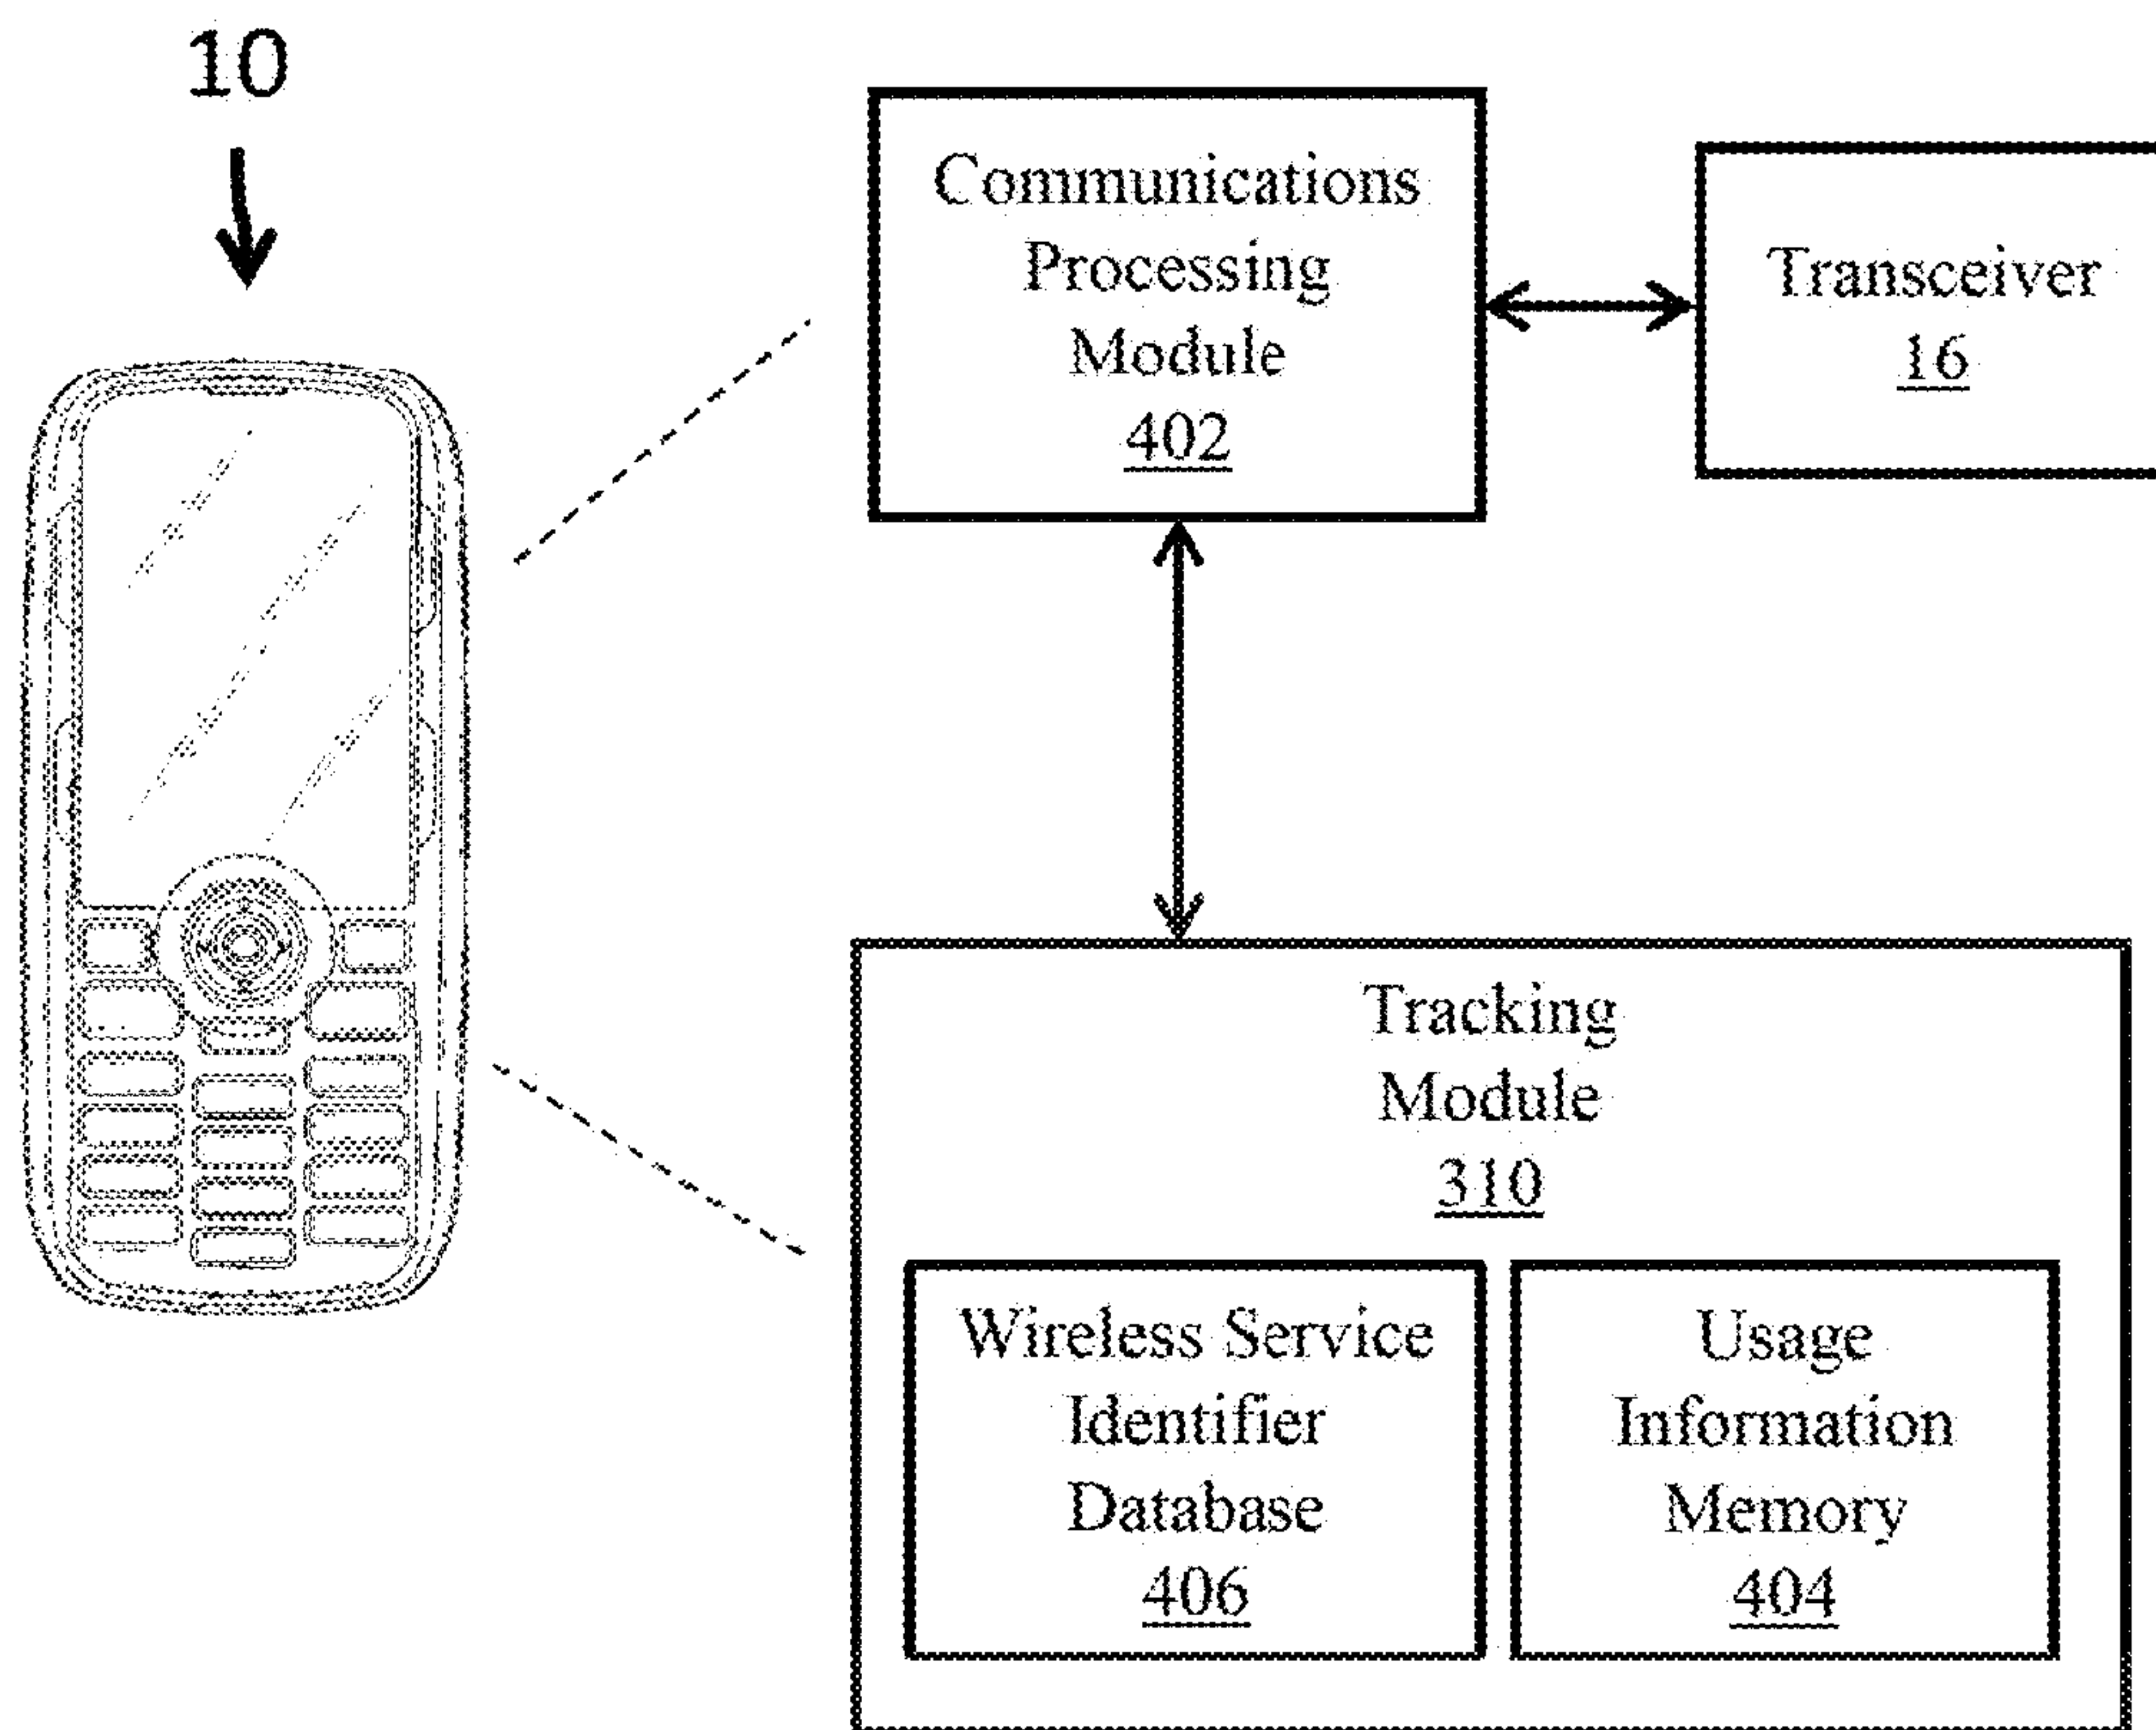 10
Communications
Processing
Module
402
Transceiver
16
Tracking
Module
310
Wireless Service
Identifier
Database
406
Usage
Information
Memory
404